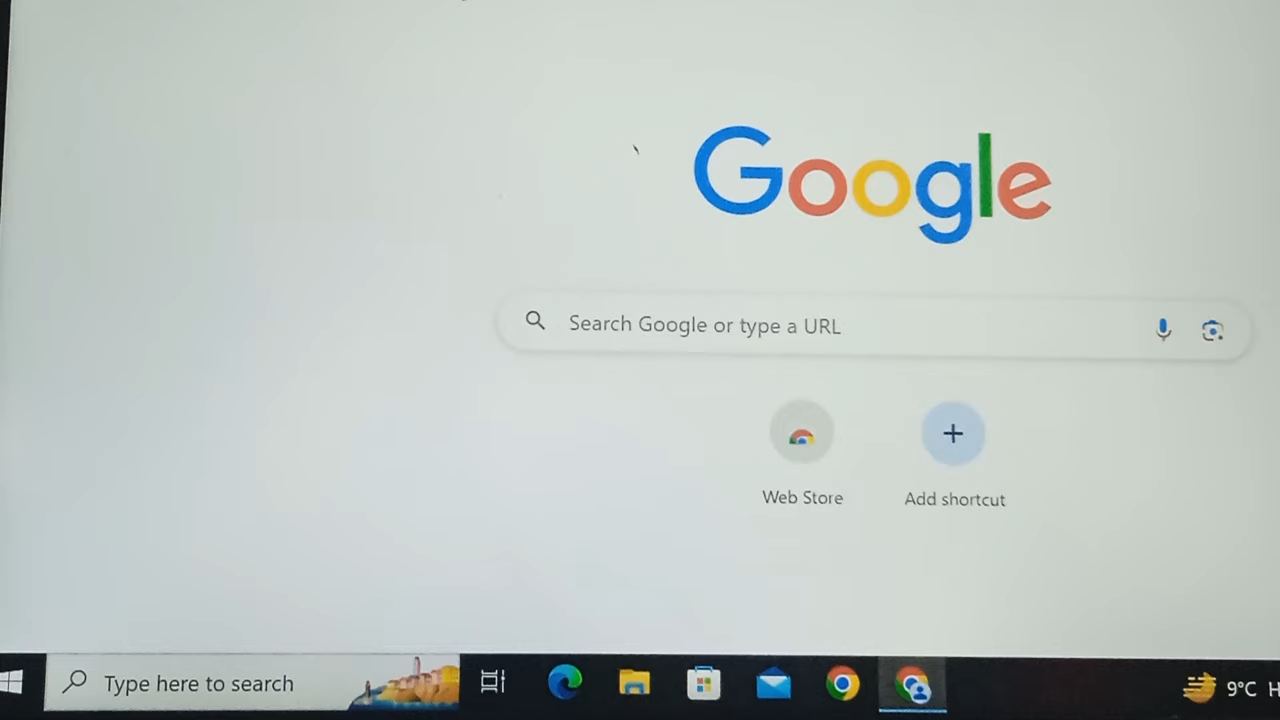 Google
Search Google or type a URL
Web Store
Add shortcut
Type here to search
9°C H